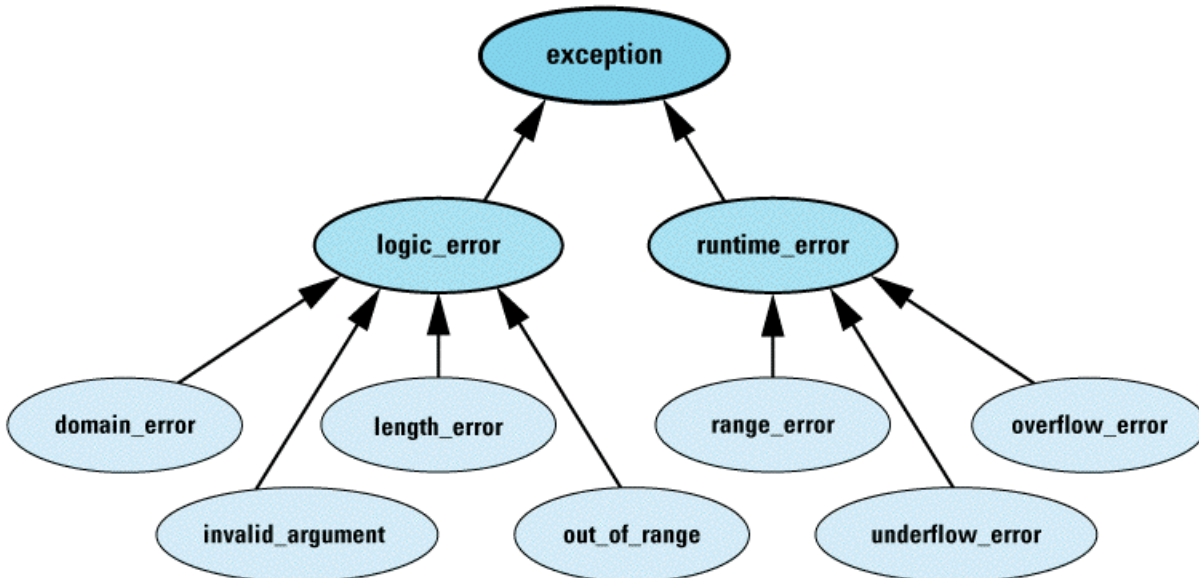 exception
logic_error
runtime_error
domain_error
length_error
range_error
overflow_error
invalid_argument
out_of_range
underflow_error